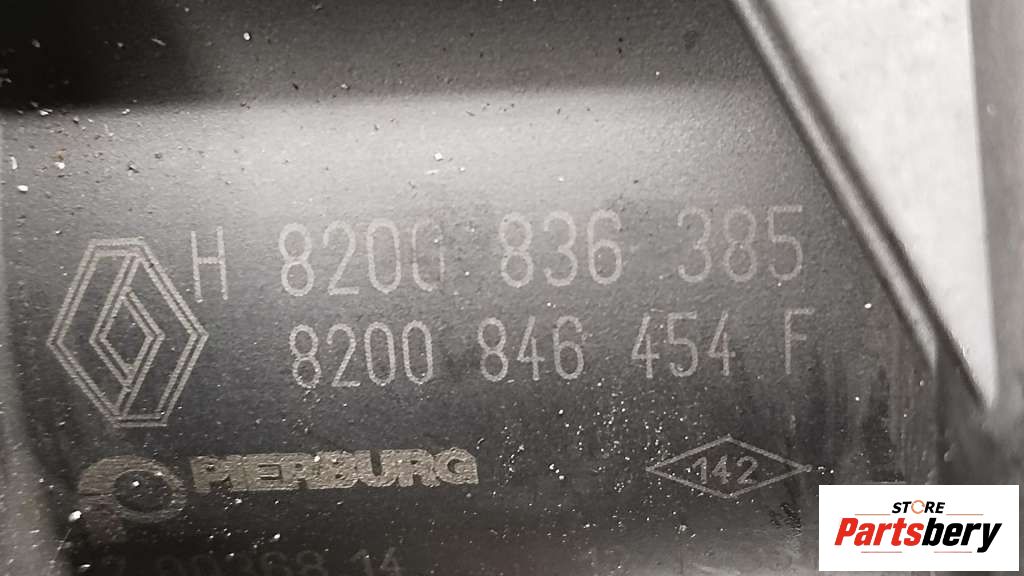 H 8200 836 385
8200 846 454 F
PIERBURG
142
STORE
Partsbery